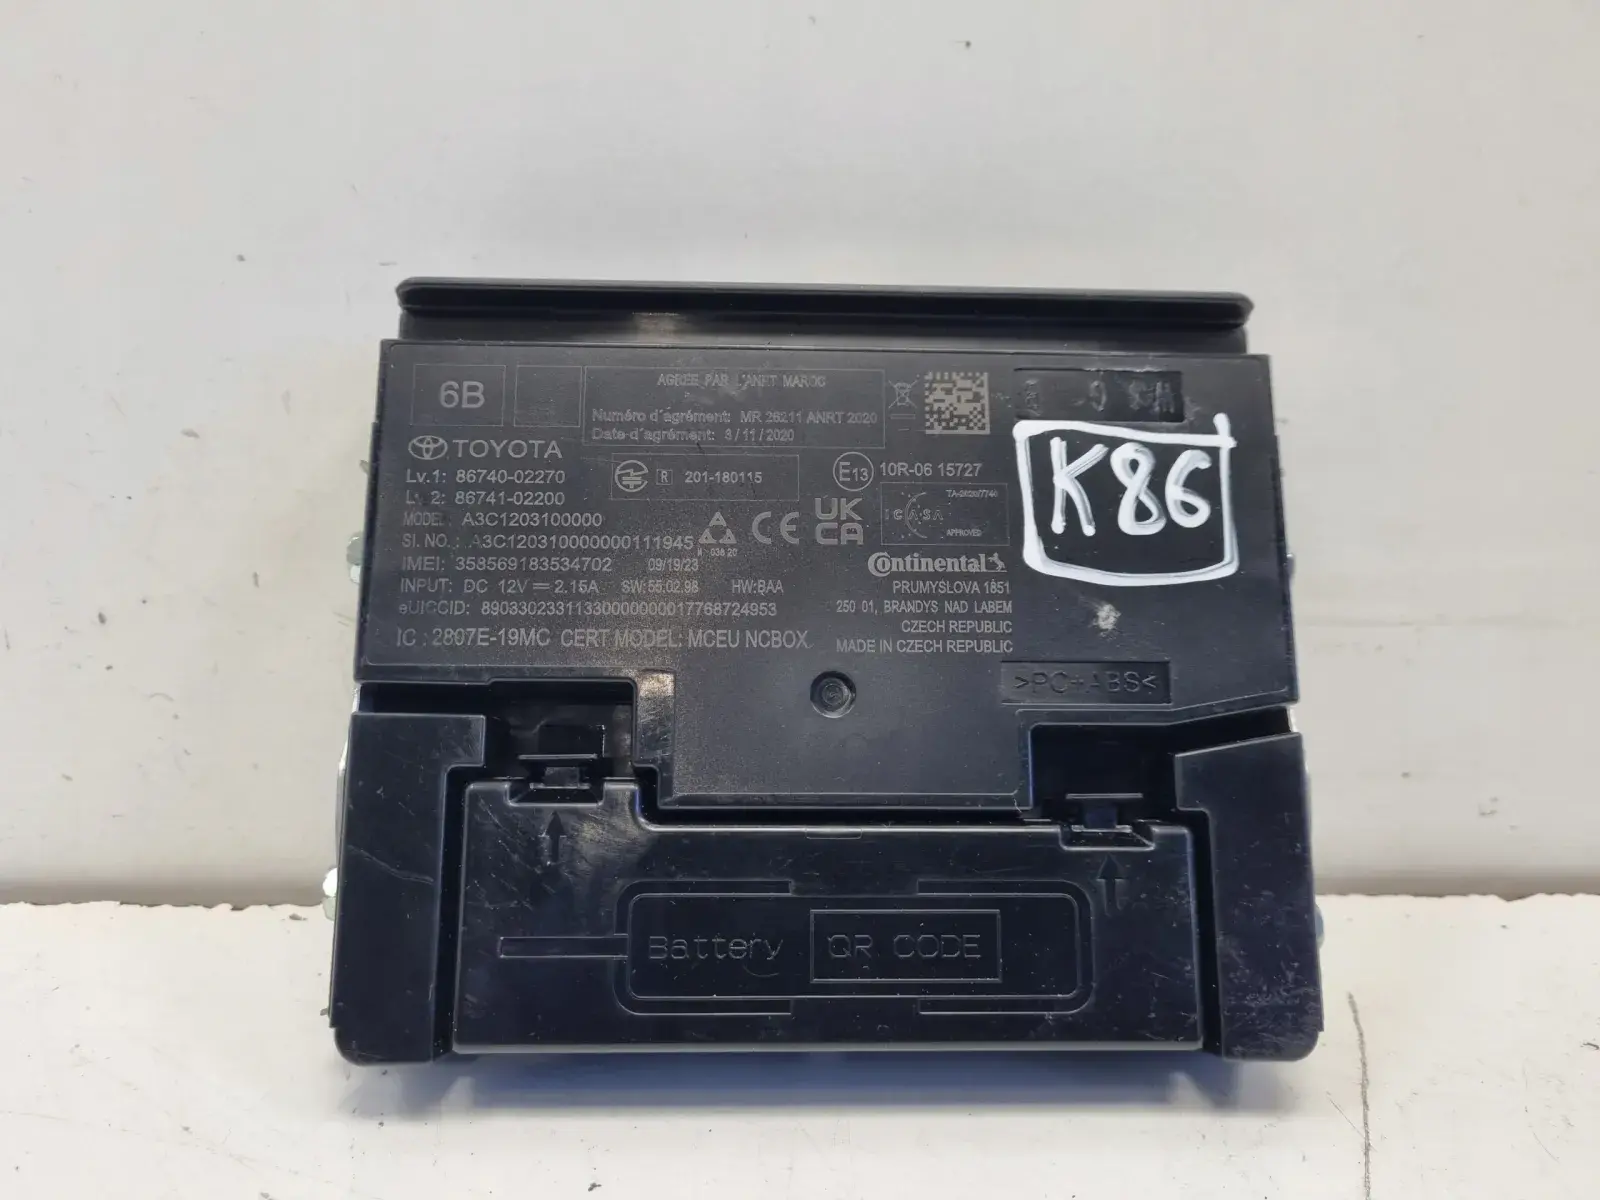 6B
AGREE PAR L'ANRT MAROC
Numéro d'agrément: MR 26211 ANRT 2020
Date d'agrément: 3/11/2020
TOYOTA
Lv.1: 86740-02270
Lv.2: 86741-02200
R 201-180115
E13 10R-06 15727
K86
MODEL: A3C1203100000
SI. NO.: A3C1203100000000111945
CE
UK
CA
ICASA
APPROVED
IMEI: 358569183534702 09/19/23
Continental
INPUT: DC 12V 2.15A SW:55.02.98 HW:BAA
PRUMYSLOVA 1851
eUICCID: 89033023311330000000017768724953
250 01, BRANDYS NAD LABEM
CZECH REPUBLIC
IC : 2807E-19MC CERT MODEL: MCEU NCBOX
MADE IN CZECH REPUBLIC
>PC+ABS<
Battery QR CODE